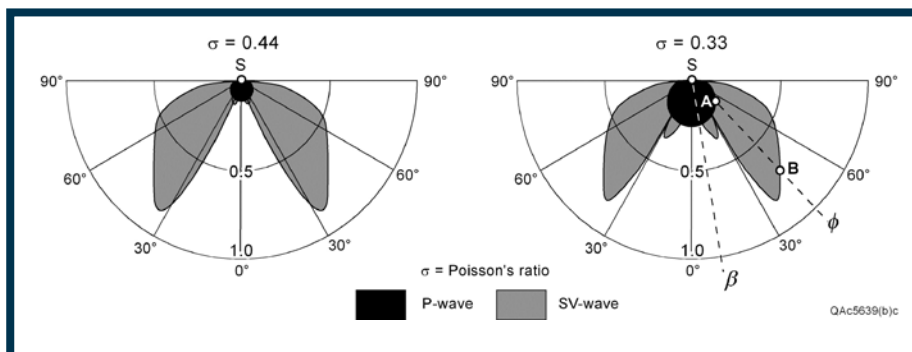 σ = 0.44
S
90°
90°
60°
60°
0.5
30°
30°
1.0
0°
σ = 0.33
S
90°
90°
A
60°
60°
0.5
B
30°
30°
ϕ
1.0
0°
β
σ = Poisson's ratio
P-wave
SV-wave
QAc5639(b)c